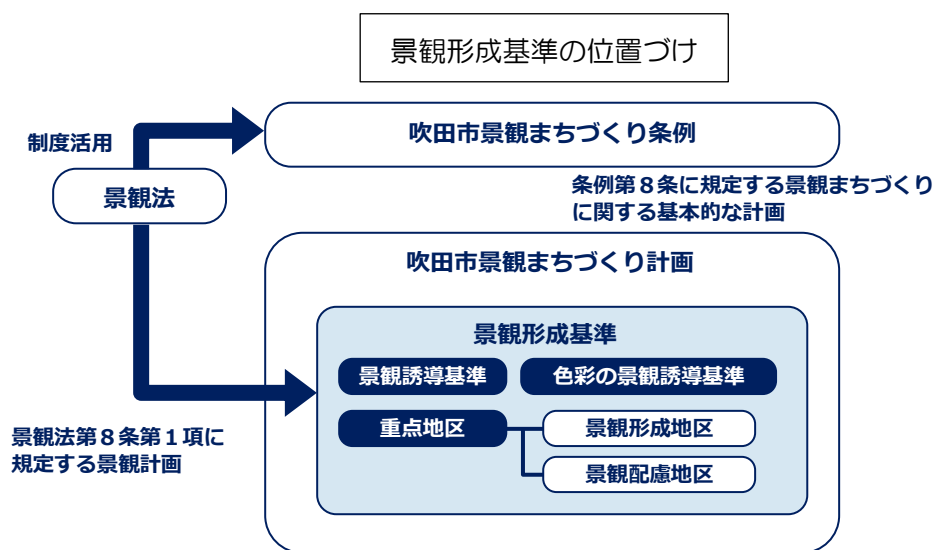 景観形成基準の位置づけ
制度活用
吹田市景観まちづくり条例
景観法
条例第８条に規定する景観まちづくり
に関する基本的な計画
吹田市景観まちづくり計画
景観形成基準
景観誘導基準
色彩の景観誘導基準
重点地区
景観形成地区
景観配慮地区
景観法第８条第１項に
規定する景観計画